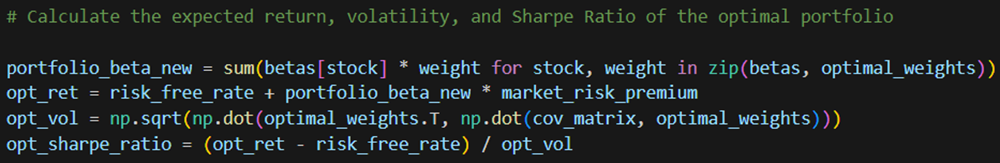 # Calculate the expected return, volatility, and Sharpe Ratio of the optimal portfolio
portfolio_beta_new = sum(betas[stock] * weight for stock, weight in zip(betas, optimal_weights))
opt_ret = risk_free_rate + portfolio_beta_new * market_risk_premium
opt_vol = np.sqrt(np.dot(optimal_weights.T, np.dot(cov_matrix, optimal_weights)))
opt_sharpe_ratio = (opt_ret - risk_free_rate) / opt_vol